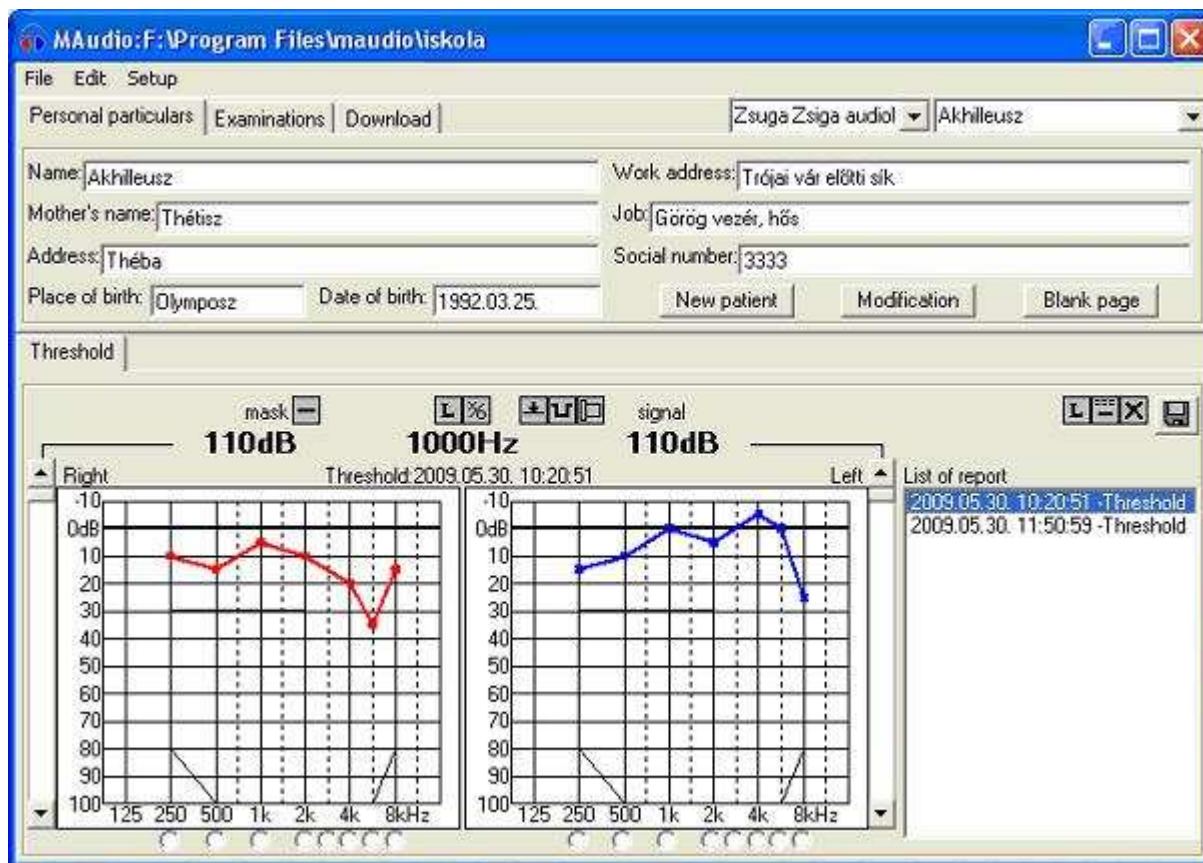 MAudio:F:\Program Files\maudio\iskola
File Edit Setup
Personal particulars Examinations Download Zsuga Zsiga audiol Akhilleusz
Name: Akhilleusz Work address: Trójai vár előtti sík
Mother's name: Thétisz Job: Görög vezér, hős
Address: Théba Social number: 3333
Place of birth: Olymposz Date of birth: 1992.03.25. New patient Modification Blank page
Threshold
mask L % signal L
110dB 1000Hz 110dB
Right Threshold:2009.05.30. 10:20:51 Left List of report
2009.05.30. 10:20:51 -Threshold
2009.05.30. 11:50:59 -Threshold
-10 -10
0dB 0dB
10 10
20 20
30 30
40 40
50 50
60 60
70 70
80 80
90 90
100 100
125 250 500 1k 2k 4k 8kHz 125 250 500 1k 2k 4k 8kHz